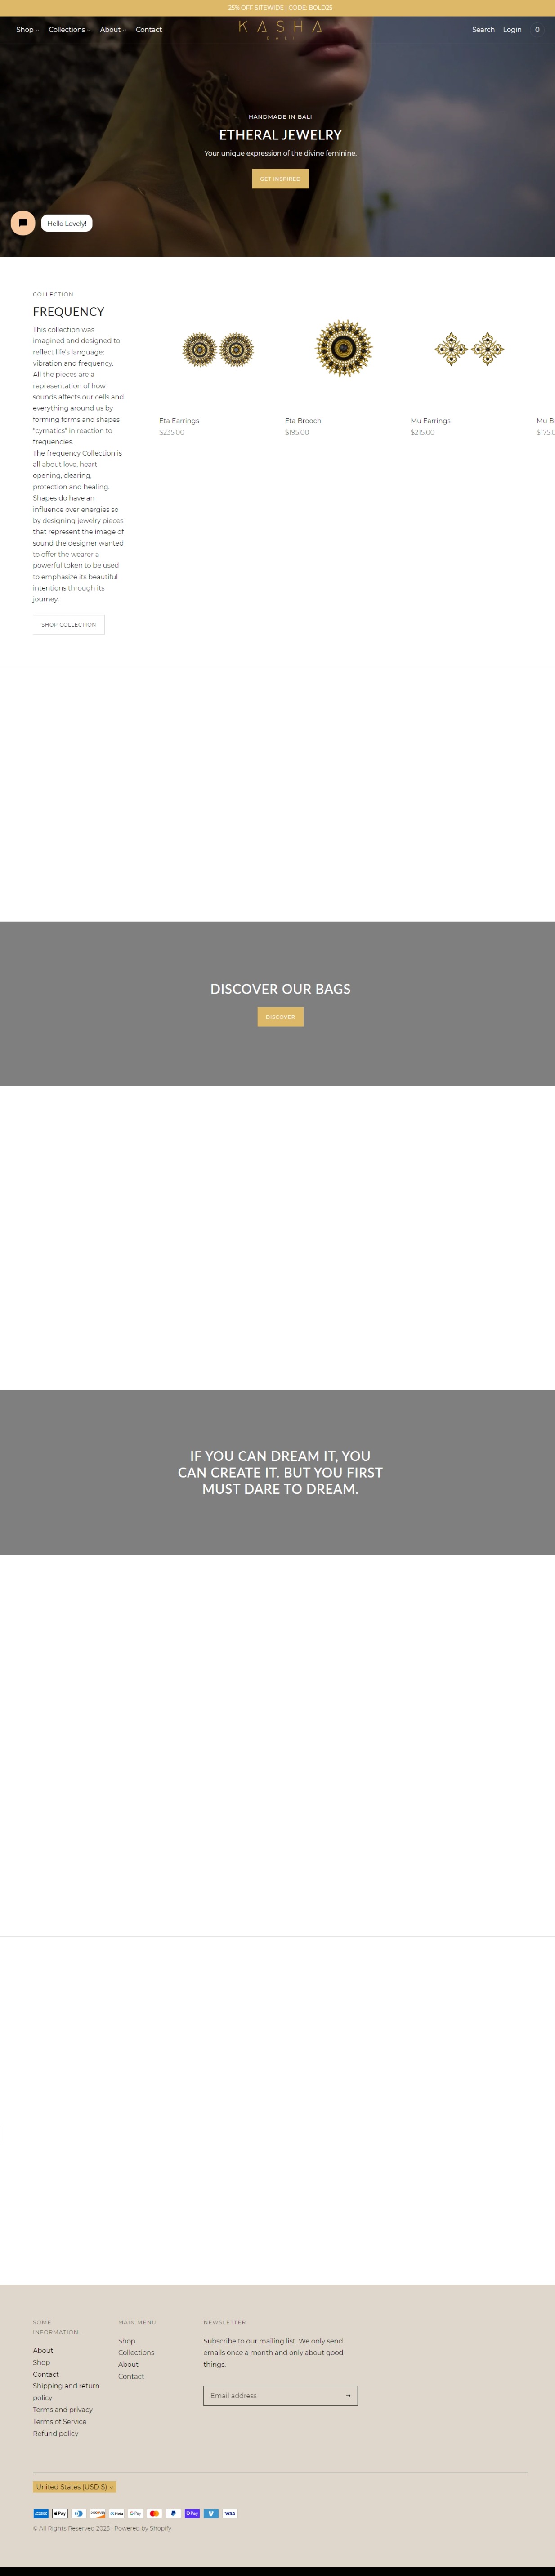 25% OFF SITEWIDE | CODE: BOLD25
Shop
Collections
About
Contact
KASHA
BALI
Search
Login
0
HANDMADE IN BALI
ETHERAL JEWELRY
Your unique expression of the divine feminine.
GET INSPIRED
Hello Lovely!
COLLECTION
FREQUENCY
This collection was
imagined and designed to
reflect life's language;
vibration and frequency.
All the pieces are a
representation of how
sounds affects our cells and
everything around us by
forming forms and shapes
"cymatics" in reaction to
frequencies.
The frequency Collection is
all about love, heart
opening, clearing,
protection and healing.
Shapes do have an
influence over energies so
by designing jewelry pieces
that represent the image of
sound the designer wanted
to offer the wearer a
powerful token to be used
to emphasize its beautiful
intentions through its
journey.
SHOP COLLECTION
Eta Earrings
$235.00
Eta Brooch
$195.00
Mu Earrings
$215.00
DISCOVER OUR BAGS
DISCOVER
IF YOU CAN DREAM IT, YOU
CAN CREATE IT. BUT YOU FIRST
MUST DARE TO DREAM.
SOME
INFORMATION...
About
Shop
Contact
Shipping and return
policy
Terms and privacy
Terms of Service
Refund policy
MAIN MENU
Shop
Collections
About
Contact
NEWSLETTER
Subscribe to our mailing list. We only send
emails once a month and only about good
things.
Email address
United States (USD $)
© All Rights Reserved 2023 · Powered by Shopify